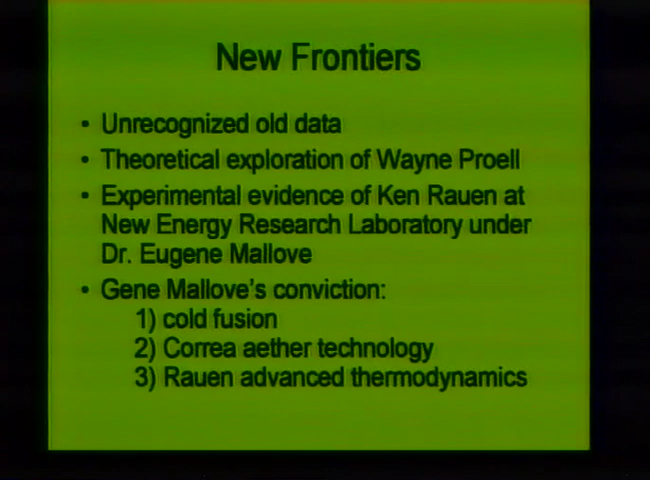 New Frontiers
• Unrecognized old data
• Theoretical exploration of Wayne Proell
• Experimental evidence of Ken Rauen at
New Energy Research Laboratory under
Dr. Eugene Mallove
• Gene Mallove's conviction:
1) cold fusion
2) Correa aether technology
3) Rauen advanced thermodynamics